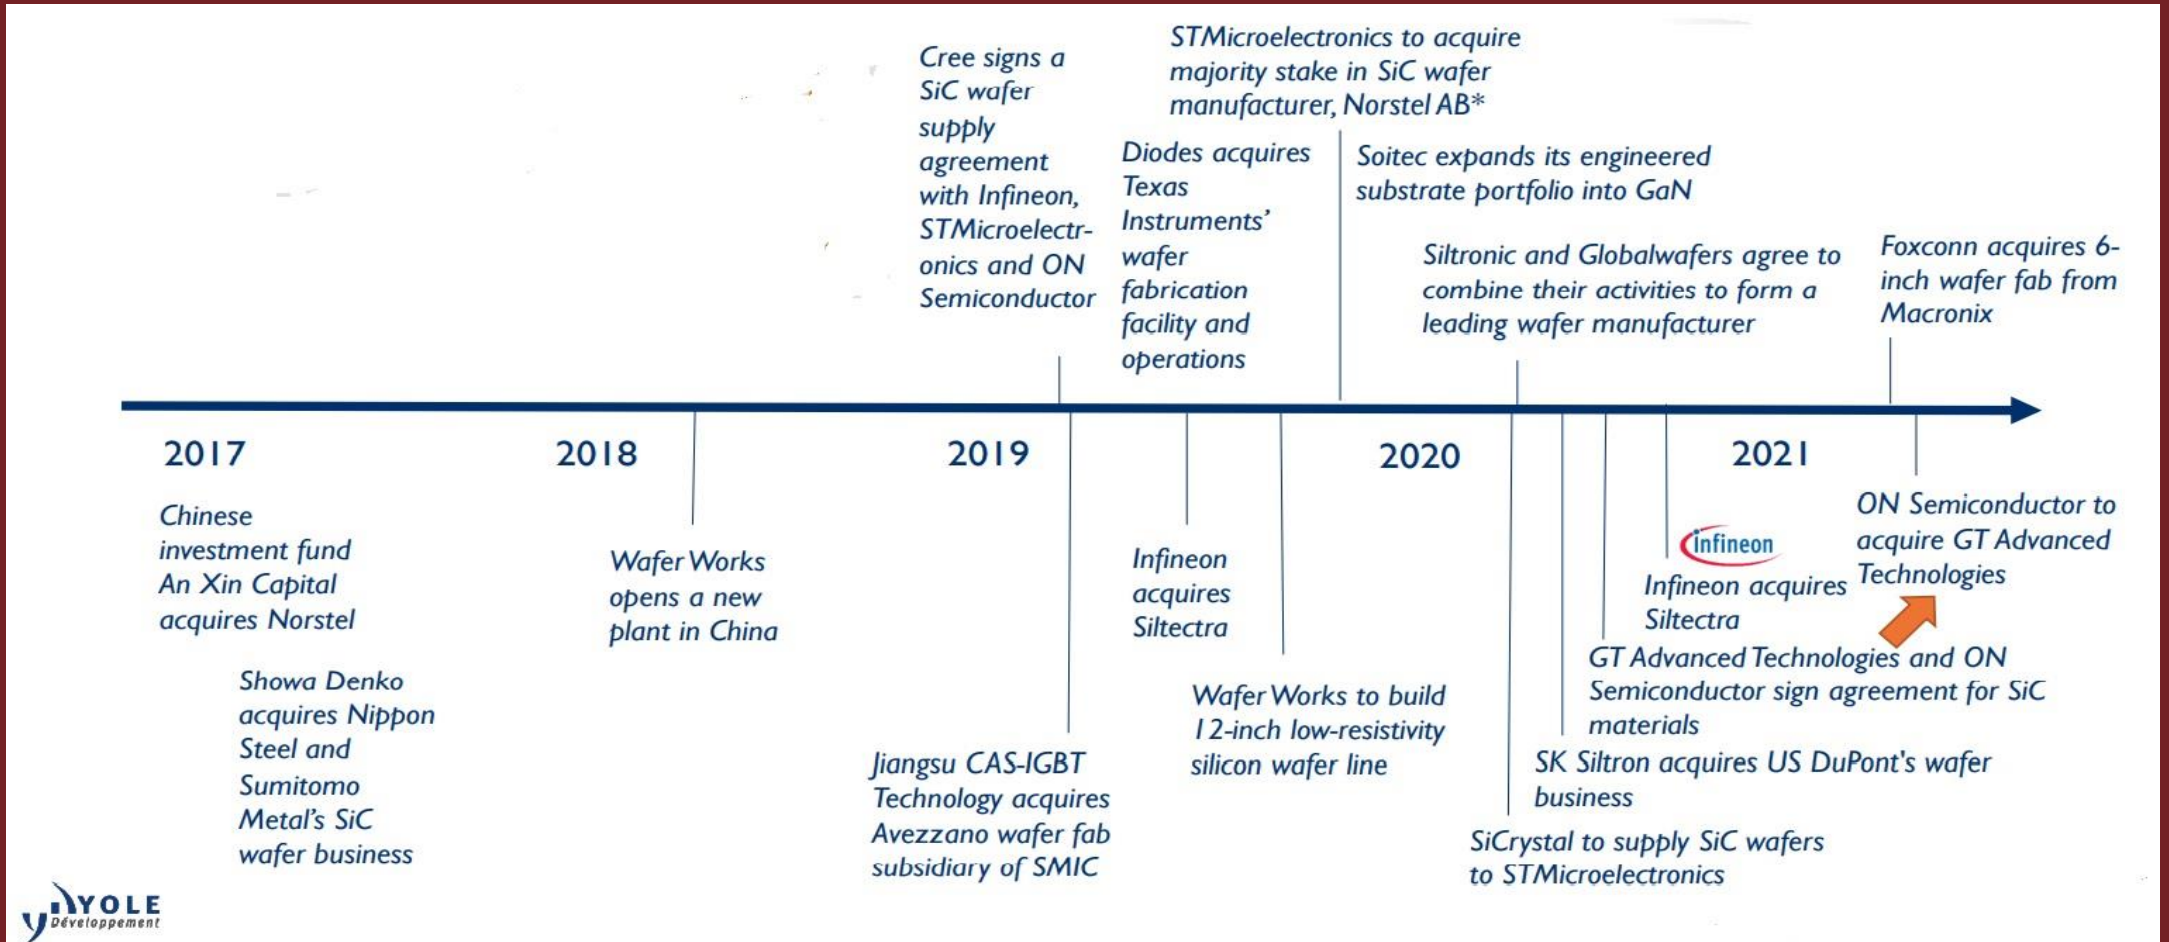 Cree signs a
SiC wafer
supply
agreement
with Infineon,
STMicroelectr-
onics and ON
Semiconductor
STMicroelectronics to acquire
majority stake in SiC wafer
manufacturer, Norstel AB*
Diodes acquires
Texas
Instruments’
wafer
fabrication
facility and
operations
Soitec expands its engineered
substrate portfolio into GaN
Siltronic and Globalwafers agree to
combine their activities to form a
leading wafer manufacturer
Foxconn acquires 6-
inch wafer fab from
Macronix
2017
2018
2019
2020
2021
Chinese
investment fund
An Xin Capital
acquires Norstel
Showa Denko
acquires Nippon
Steel and
Sumitomo
Metal’s SiC
wafer business
Wafer Works
opens a new
plant in China
Jiangsu CAS-IGBT
Technology acquires
Avezzano wafer fab
subsidiary of SMIC
Infineon
acquires
Siltectra
Wafer Works to build
12-inch low-resistivity
silicon wafer line
infineon
Infineon acquires
Siltectra
ON Semiconductor to
acquire GT Advanced
Technologies
GT Advanced Technologies and ON
Semiconductor sign agreement for SiC
materials
SK Siltron acquires US DuPont's wafer
business
SiCrystal to supply SiC wafers
to STMicroelectronics
YOLE
Développement